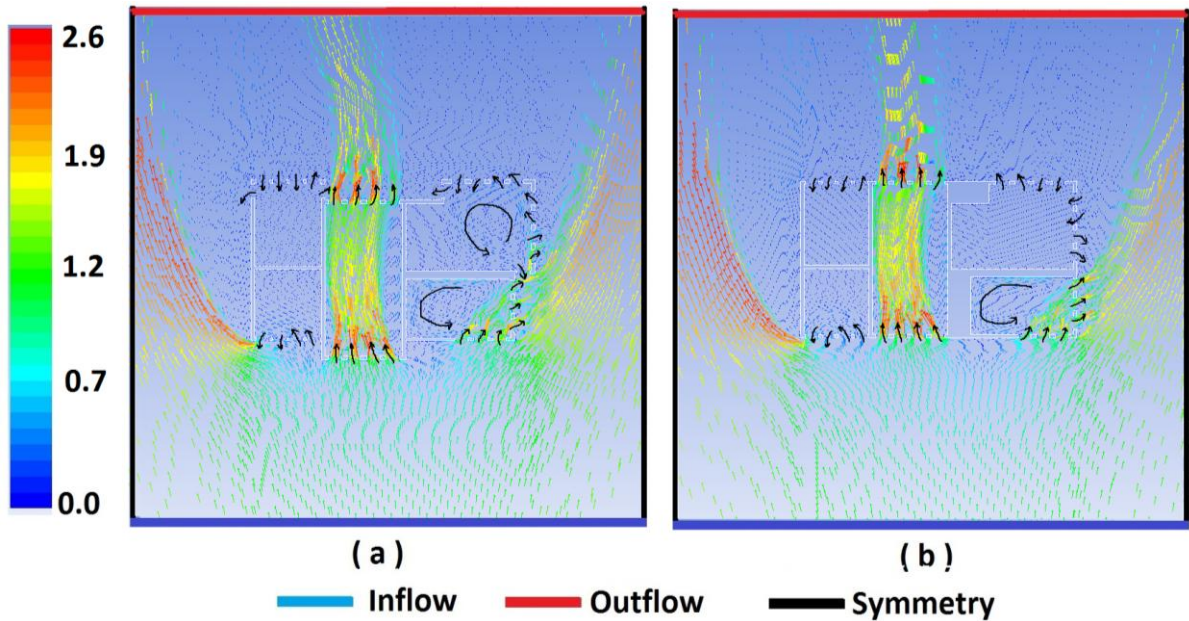 2.6
1.9
1.2
0.7
0.0
( a )
( b )
Inflow
Outflow
Symmetry